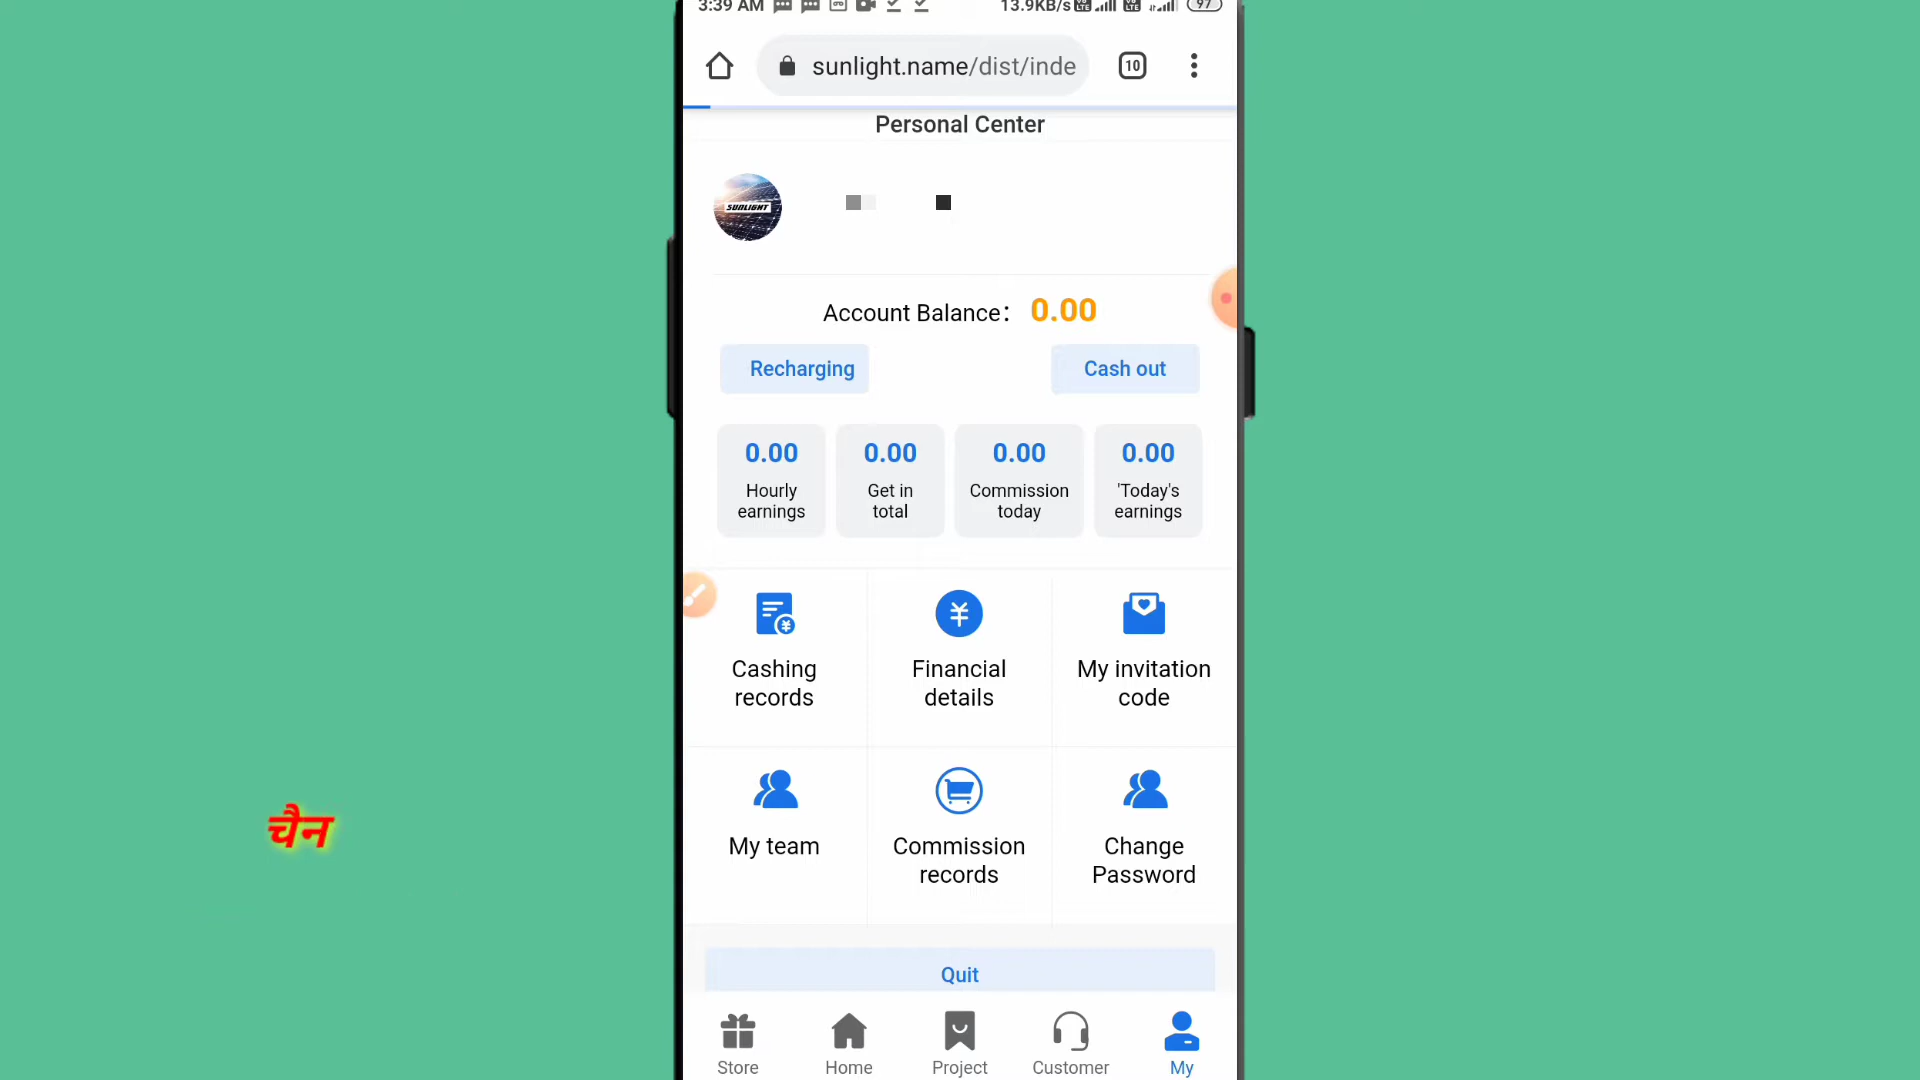 3:39 AM
13.9KB/s
97
sunlight.name/dist/inde
10
Personal Center
SUNLIGHT
Account Balance: 0.00
Recharging
Cash out
0.00
Hourly
earnings
0.00
Get in
total
0.00
Commission
today
0.00
'Today's
earnings
Cashing
records
Financial
details
My invitation
code
My team
Commission
records
Change
Password
चैन
Quit
Store
Home
Project
Customer
My